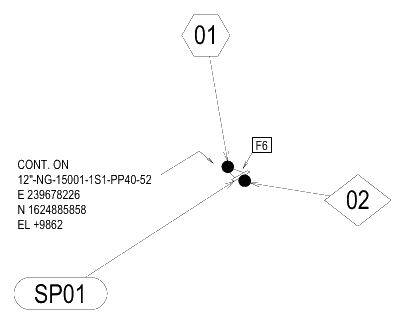 01
F6
CONT. ON
12"-NG-15001-1S1-PP40-52
E 239678226
N 1624885858
EL +9862
02
SP01